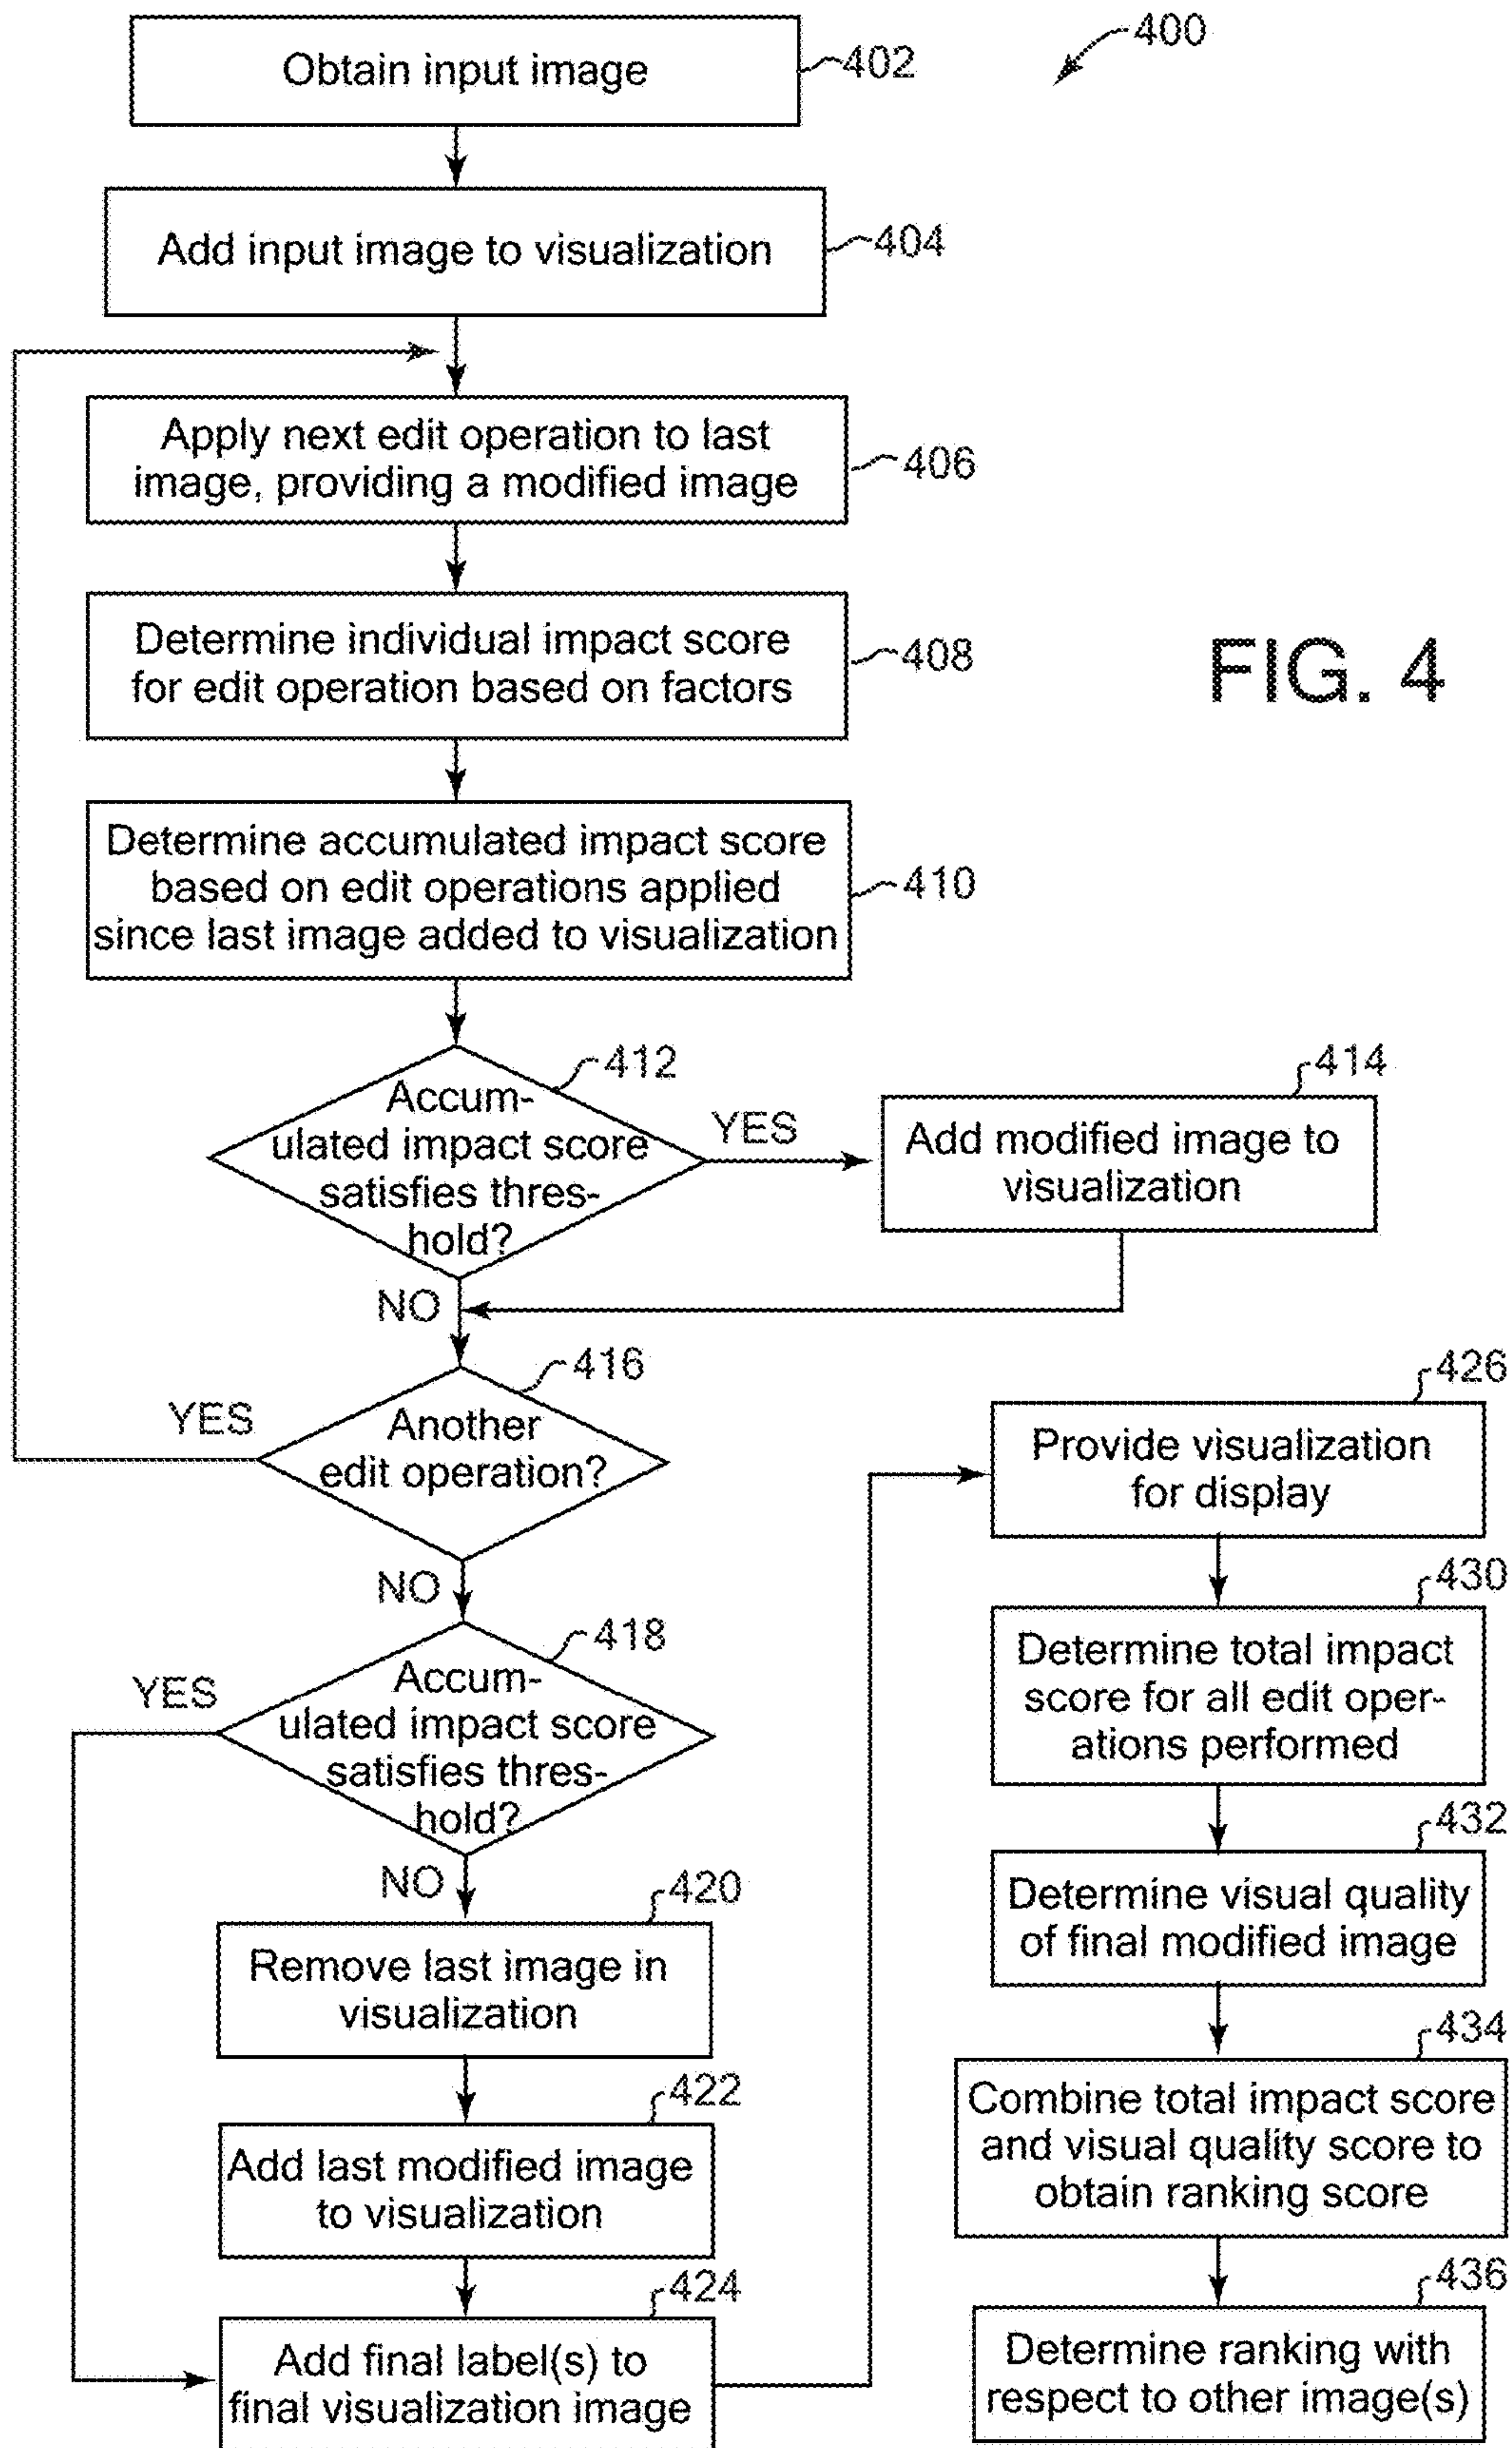 400
Obtain input image
402
Add input image to visualization
404
Apply next edit operation to last
image, providing a modified image
406
Determine individual impact score
for edit operation based on factors
408
FIG. 4
Determine accumulated impact score
based on edit operations applied
since last image added to visualization
410
412
Accum-
ulated impact score
satisfies thres-
hold?
YES
414
Add modified image to
visualization
NO
416
Another
edit operation?
YES
NO
418
Accum-
ulated impact score
satisfies thres-
hold?
YES
NO
420
Remove last image in
visualization
422
Add last modified image
to visualization
424
Add final label(s) to
final visualization image
426
Provide visualization
for display
430
Determine total impact
score for all edit oper-
ations performed
432
Determine visual quality
of final modified image
434
Combine total impact score
and visual quality score to
obtain ranking score
436
Determine ranking with
respect to other image(s)